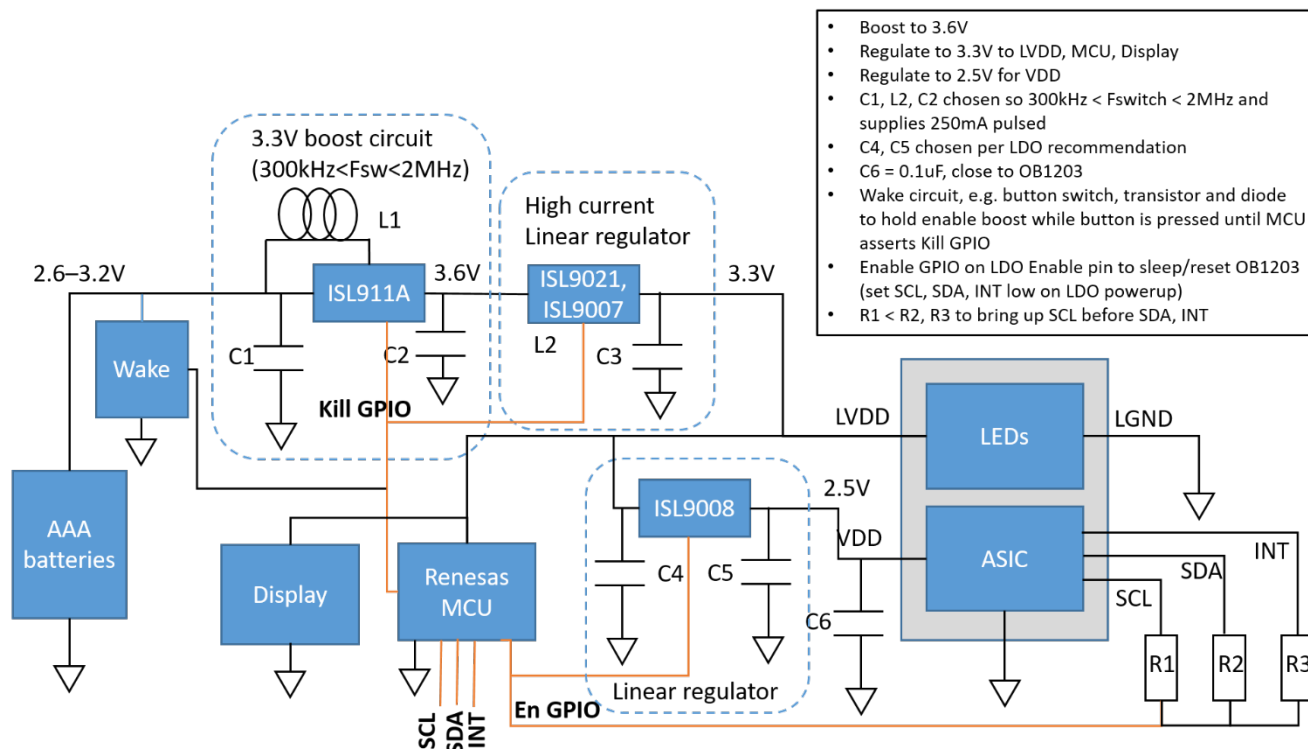 • Boost to 3.6V
• Regulate to 3.3V to LVDD, MCU, Display
• Regulate to 2.5V for VDD
• C1, L2, C2 chosen so 300kHz < Fswitch < 2MHz and
supplies 250mA pulsed
• C4, C5 chosen per LDO recommendation
• C6 = 0.1uF, close to OB1203
• Wake circuit, e.g. button switch, transistor and diode
to hold enable boost while button is pressed until MCU
asserts Kill GPIO
• Enable GPIO on LDO Enable pin to sleep/reset OB1203
(set SCL, SDA, INT low on LDO powerup)
• R1 < R2, R3 to bring up SCL before SDA, INT
3.3V boost circuit
(300kHz<Fsw<2MHz)
L1
High current
Linear regulator
2.6–3.2V
ISL911A
3.6V
ISL9021,
ISL9007
3.3V
C1
C2
L2
C3
Wake
Kill GPIO
LVDD
LEDs
LGND
AAA
batteries
Display
Renesas
MCU
ISL9008
2.5V
C4
C5
VDD
C6
ASIC
INT
SDA
SCL
R1
R2
R3
Linear regulator
En GPIO
SCL
SDA
INT